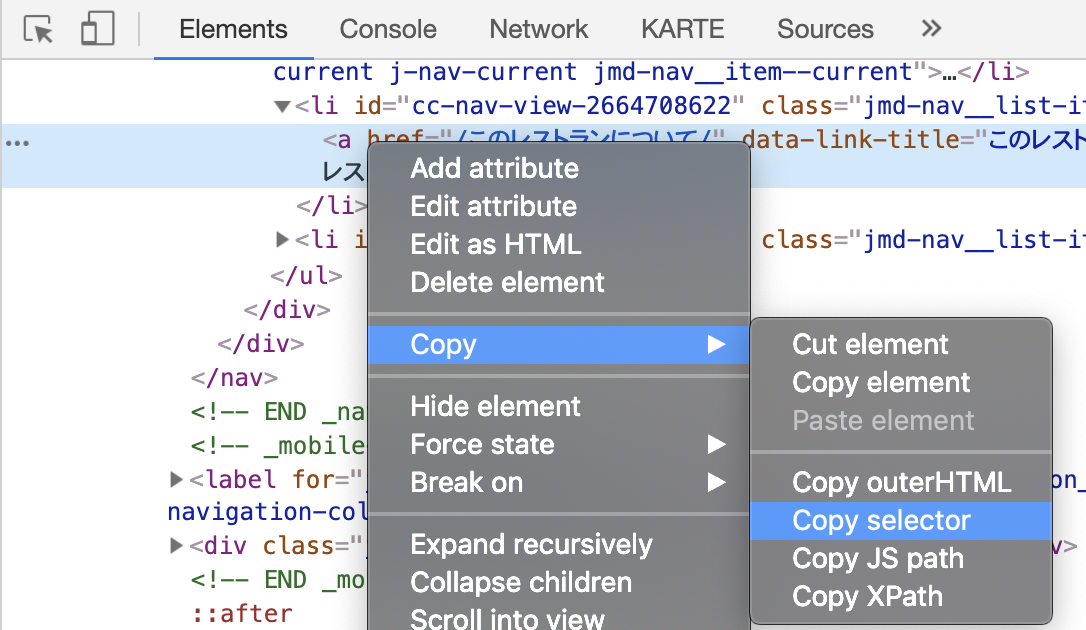 Elements Console Network KARTE Sources »
current j-nav-current jmd-nav__item--current">…</li>
▼<li id="cc-nav-view-2664708622" class="jmd-nav__list-it
… <a href="/このレストランについて/" data-link-title="このレスト
レス
</li>
▶<li i class="jmd-nav__list-it
</ul>
</div>
</div>
</nav>
<!-- END _na
<!-- _mobile-
▶<label for=" on_
navigation-col
▶<div class=" v>
<!-- END _mo
::after
Add attribute
Edit attribute
Edit as HTML
Delete element
Copy ▶
Hide element
Force state ▶
Break on ▶
Expand recursively
Collapse children
Scroll into view
Cut element
Copy element
Paste element
Copy outerHTML
Copy selector
Copy JS path
Copy XPath